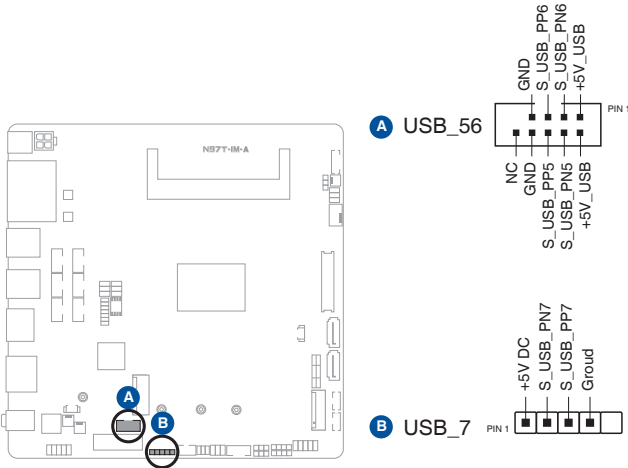 N97T-IM-A
A
B
A USB_56
GND
S_USB_PP6
S_USB_PN6
+5V_USB
PIN 1
NC
GND
S_USB_PP5
S_USB_PN5
+5V_USB
B USB_7
PIN 1
+5V DC
S_USB_PN7
S_USB_PP7
Groud